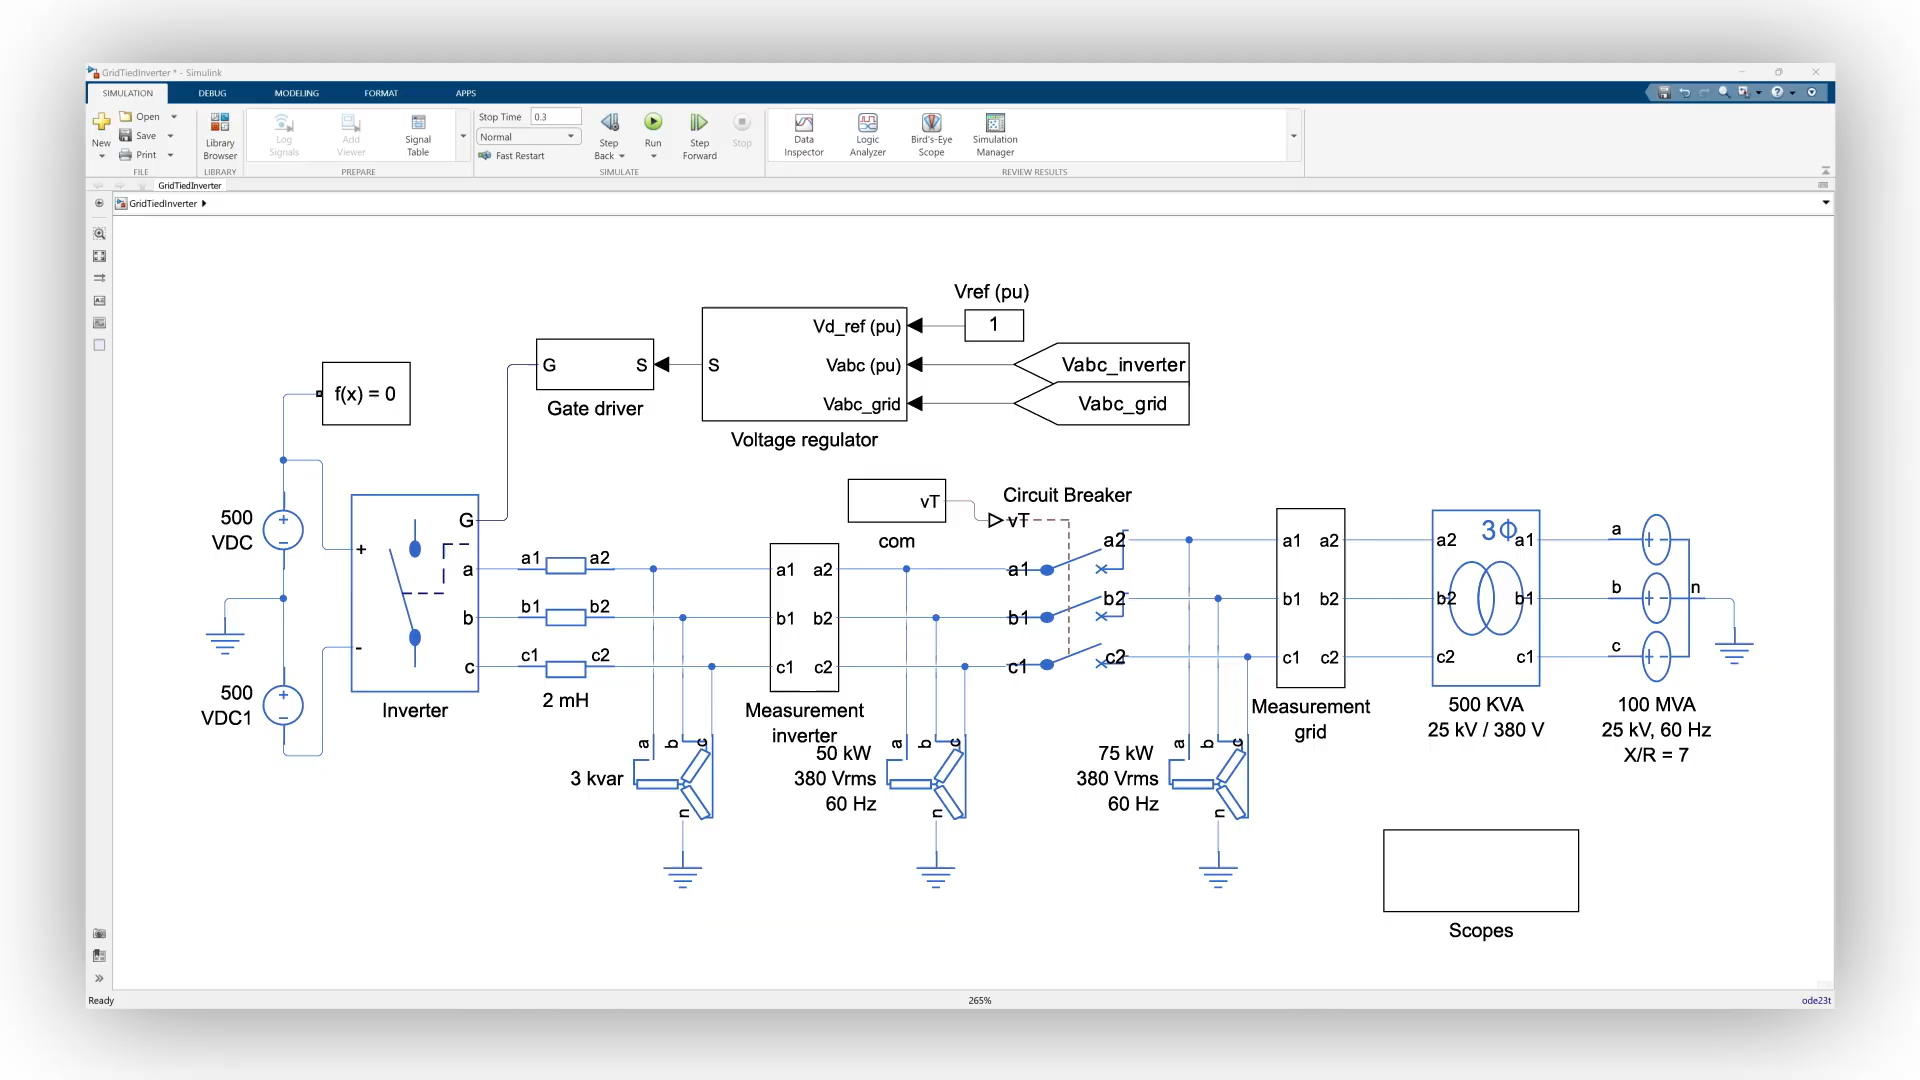 GridTiedInverter * - Simulink
SIMULATION DEBUG MODELING FORMAT APPS
New
Open
Save
Print
FILE
Library Browser
LIBRARY
Log Signals
Add Viewer
Signal Table
PREPARE
Stop Time 0.3
Normal
Fast Restart
Step Back
Run
Step Forward
Stop
SIMULATE
Data Inspector
Logic Analyzer
Bird's-Eye Scope
Simulation Manager
REVIEW RESULTS
GridTiedInverter
GridTiedInverter
Vref (pu)
1
Vd_ref (pu)
Vabc (pu)
Vabc_grid
S
Voltage regulator
Vabc_inverter
Vabc_grid
G S
Gate driver
f(x) = 0
500
VDC
500
VDC1
+
-
G
a
b
c
Inverter
a1 a2
b1 b2
c1 c2
2 mH
a b c
n
3 kvar
a1 a2
b1 b2
c1 c2
Measurement
inverter
50 kW
380 Vrms
60 Hz
a b c
n
vT
com
Circuit Breaker
vT
a1 a2
b1 b2
c1 c2
75 kW
380 Vrms
60 Hz
a b c
n
a1 a2
b1 b2
c1 c2
Measurement
grid
3Φ
a2 a1
b2 b1
c2 c1
500 KVA
25 kV / 380 V
a
b
c
n
100 MVA
25 kV, 60 Hz
X/R = 7
Scopes
Ready 265% ode23t